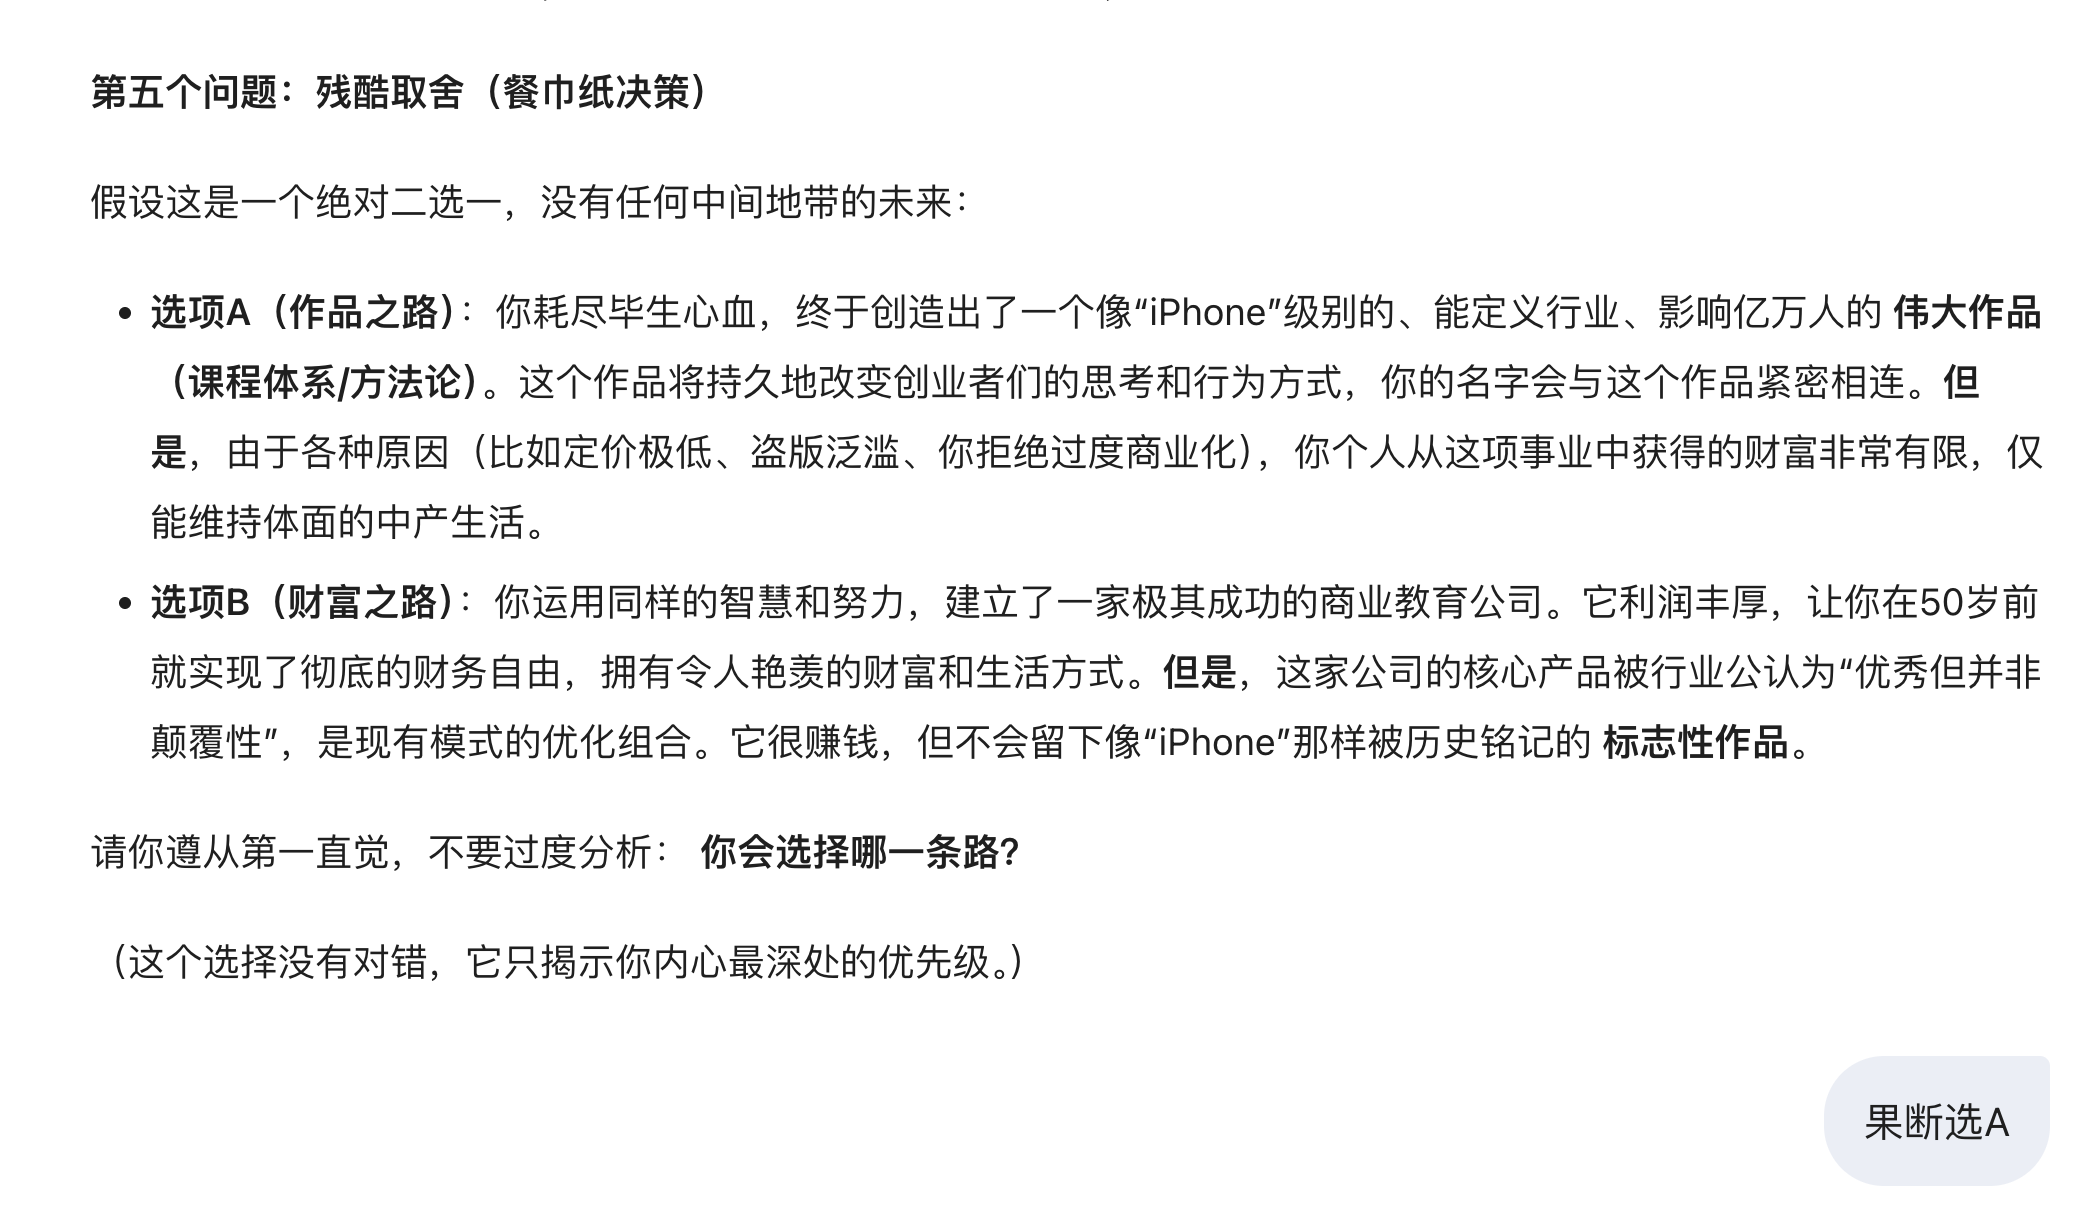 第五个问题：残酷取舍（餐巾纸决策）
假设这是一个绝对二选一，没有任何中间地带的未来：
• 选项A（作品之路）：你耗尽毕生心血，终于创造出了一个像“iPhone”级别的、能定义行业、影响亿万人的 伟大作品
（课程体系/方法论）。这个作品将持久地改变创业者们的思考和行为方式，你的名字会与这个作品紧密相连。但
是，由于各种原因（比如定价极低、盗版泛滥、你拒绝过度商业化），你个人从这项事业中获得的财富非常有限，仅
能维持体面的中产生活。
• 选项B（财富之路）：你运用同样的智慧和努力，建立了一家极其成功的商业教育公司。它利润丰厚，让你在50岁前
就实现了彻底的财务自由，拥有令人艳羡的财富和生活方式。但是，这家公司的核心产品被行业公认为“优秀但并非
颠覆性”，是现有模式的优化组合。它很赚钱，但不会留下像“iPhone”那样被历史铭记的 标志性作品。
请你遵从第一直觉，不要过度分析： 你会选择哪一条路？
（这个选择没有对错，它只揭示你内心最深处的优先级。）
果断选A